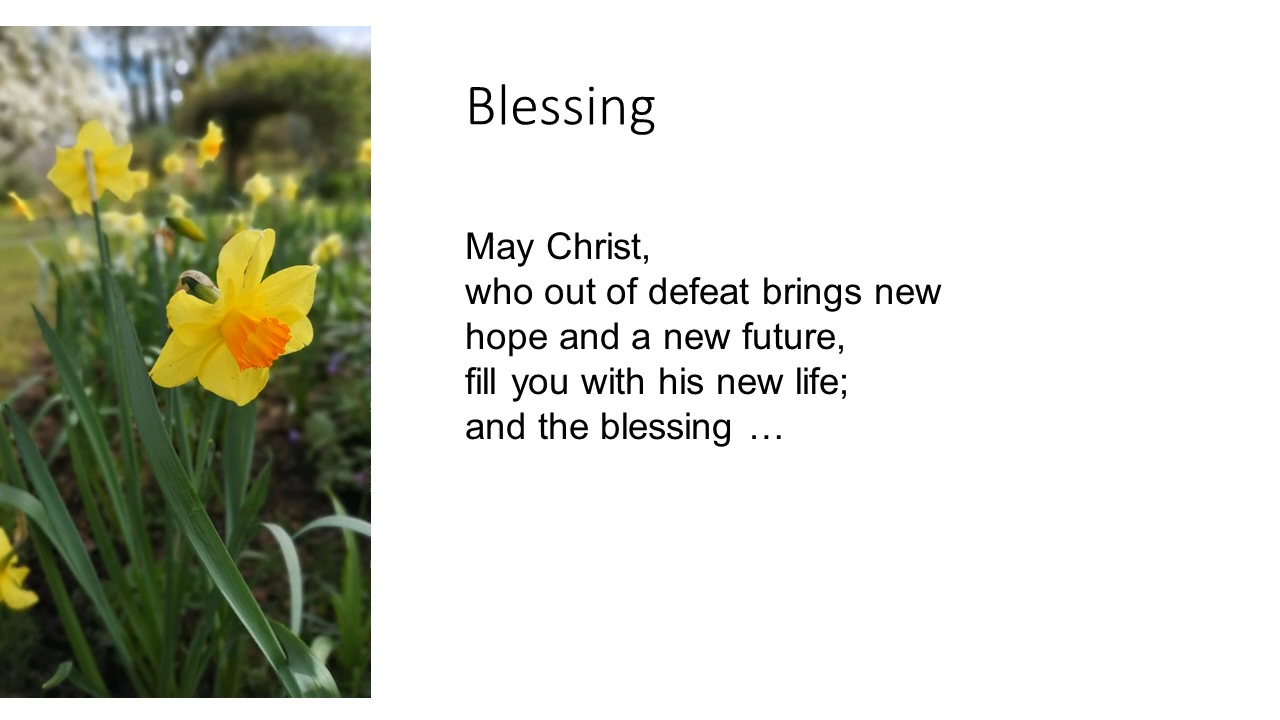 Blessing
May Christ,
who out of defeat brings new
hope and a new future,
fill you with his new life;
and the blessing …